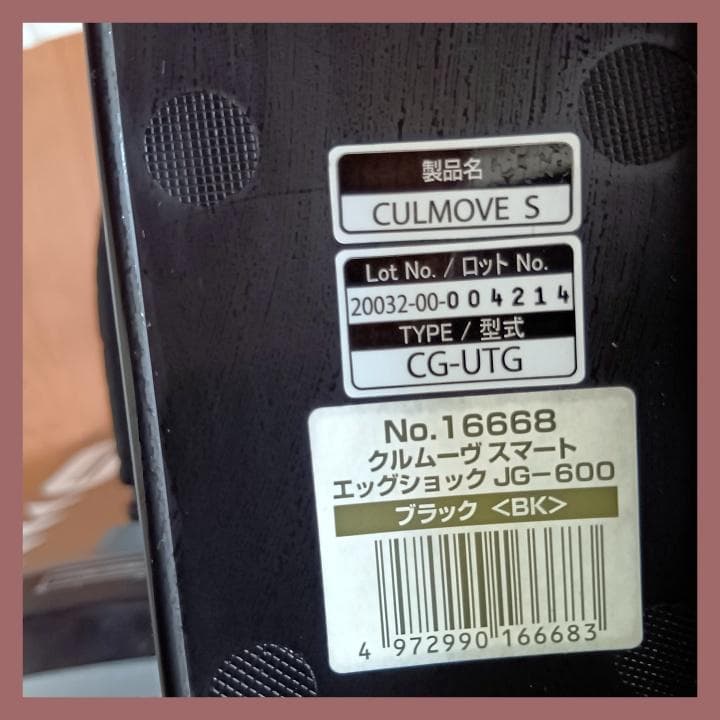 製品名
CULMOVE S
Lot No. / ロット No.
20032-00-004214
TYPE / 型式
CG-UTG
No.16668
クルムーヴ スマート
エッグショック JG-600
ブラック <BK>
4 972990 166683